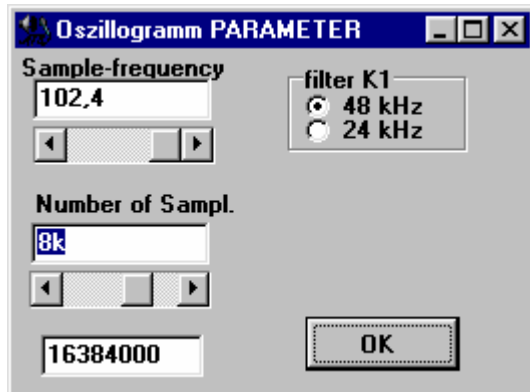 Oszillogramm PARAMETER
Sample-frequency
102,4
filter K1
48 kHz
24 kHz
Number of Sampl.
8k
16384000
OK